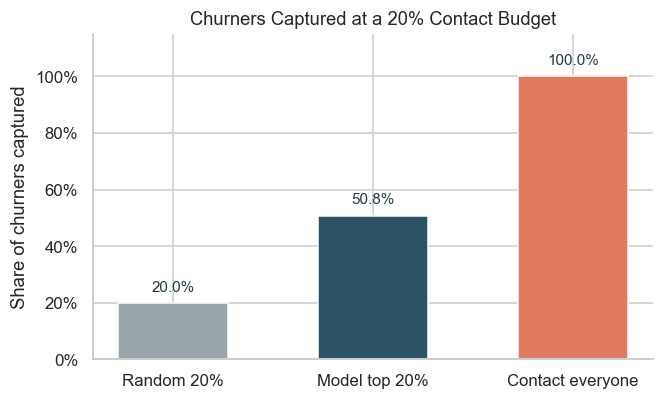 Churners Captured at a 20% Contact Budget
Share of churners captured
100%
80%
60%
40%
20%
0%
20.0%
50.8%
100.0%
Random 20%
Model top 20%
Contact everyone